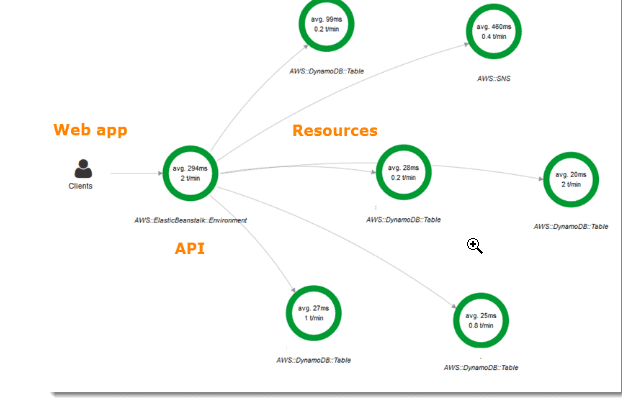 avg. 99ms
0.2 t/min
AWS::DynamoDB::Table
avg. 460ms
0.4 t/min
AWS::SNS
Web app
Resources
Clients
avg. 294ms
2 t/min
AWS::ElasticBeanstalk::Environment
avg. 28ms
0.2 t/min
AWS::DynamoDB::Table
avg. 20ms
2 t/min
AWS::DynamoDB::Table
API
avg. 27ms
1 t/min
AWS::DynamoDB::Table
avg. 25ms
0.8 t/min
AWS::DynamoDB::Table